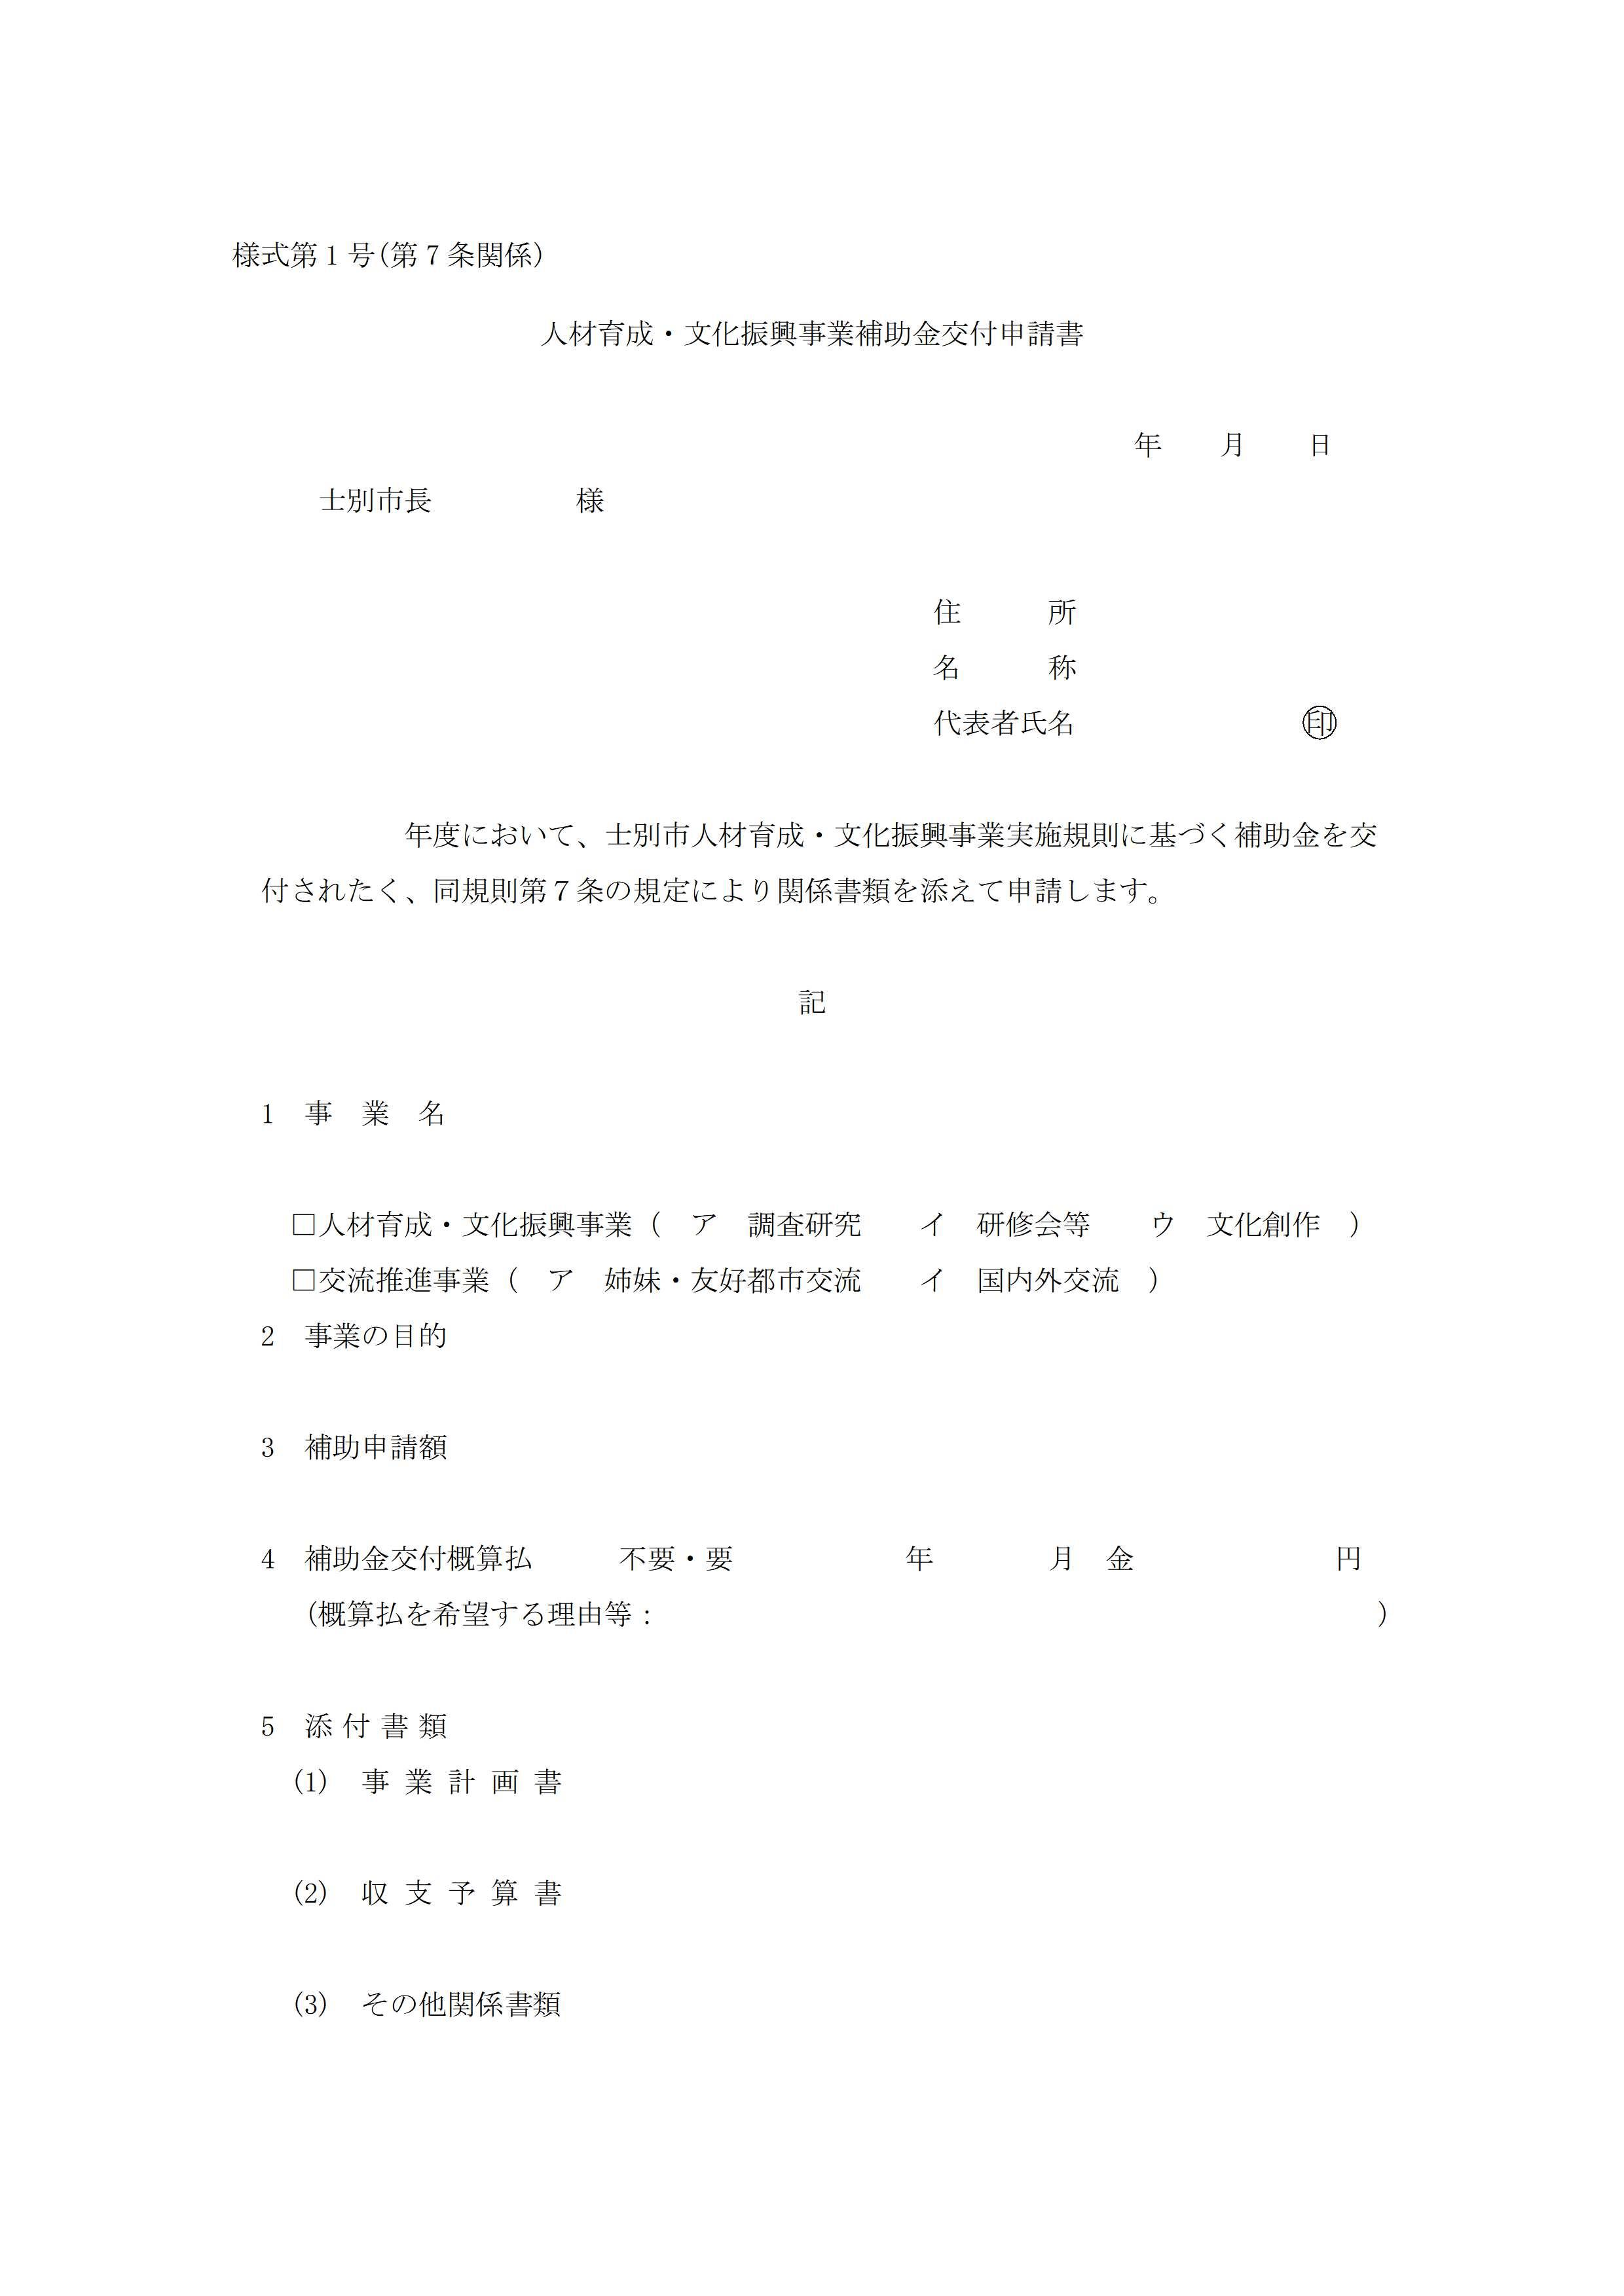 様式第1号(第7条関係)
人材育成・文化振興事業補助金交付申請書
年　　月　　日
士別市長　　　　　様
住　　　所
名　　　称
代表者氏名　　　　　　　　㊞
年度において、士別市人材育成・文化振興事業実施規則に基づく補助金を交
付されたく、同規則第７条の規定により関係書類を添えて申請します。
記
1　事　業　名
□人材育成・文化振興事業（　ア　調査研究　　イ　研修会等　　ウ　文化創作　）
□交流推進事業（　ア　姉妹・友好都市交流　　イ　国内外交流　）
2　事業の目的
3　補助申請額
4　補助金交付概算払　　　不要・要　　　　　　年　　　　月　金　　　　　　　円
(概算払を希望する理由等：　　　　　　　　　　　　　　　　　　　　　　　　　)
5　添 付 書 類
(1)　事 業 計 画 書
(2)　収 支 予 算 書
(3)　その他関係書類